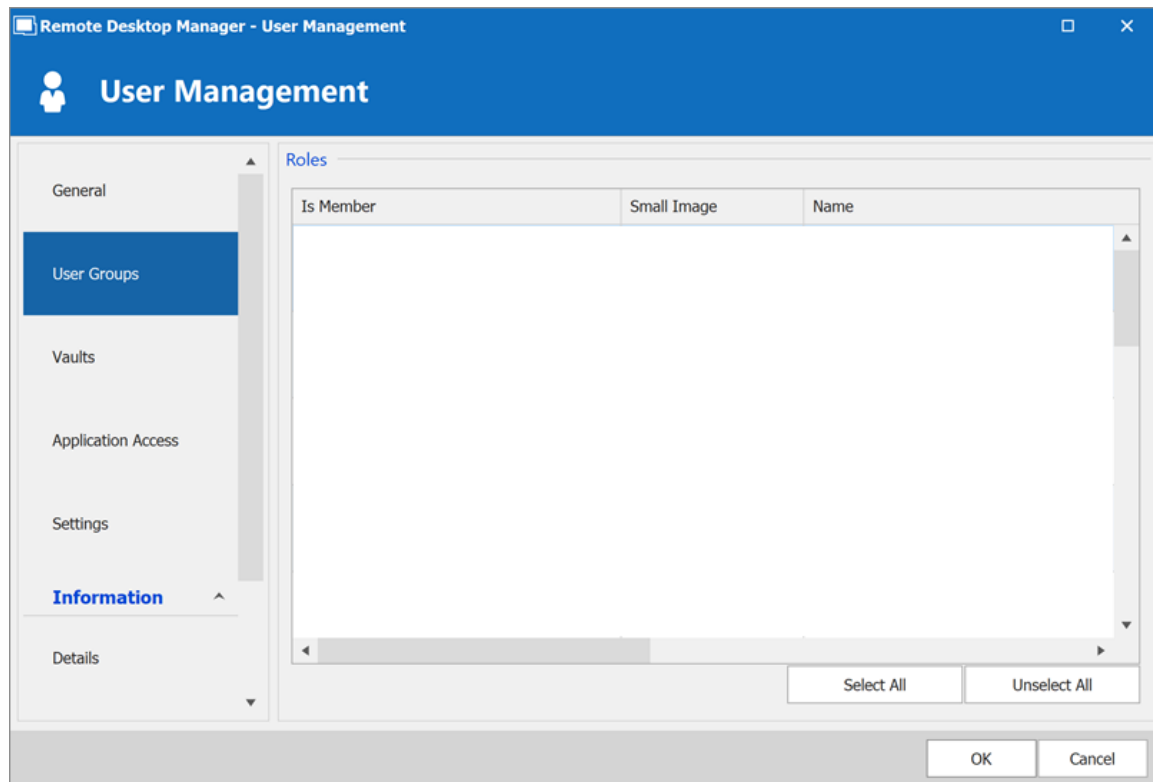 Remote Desktop Manager - User Management
User Management
General
User Groups
Vaults
Application Access
Settings
Information
Details
Roles
Is Member Small Image Name
Select All Unselect All
OK Cancel